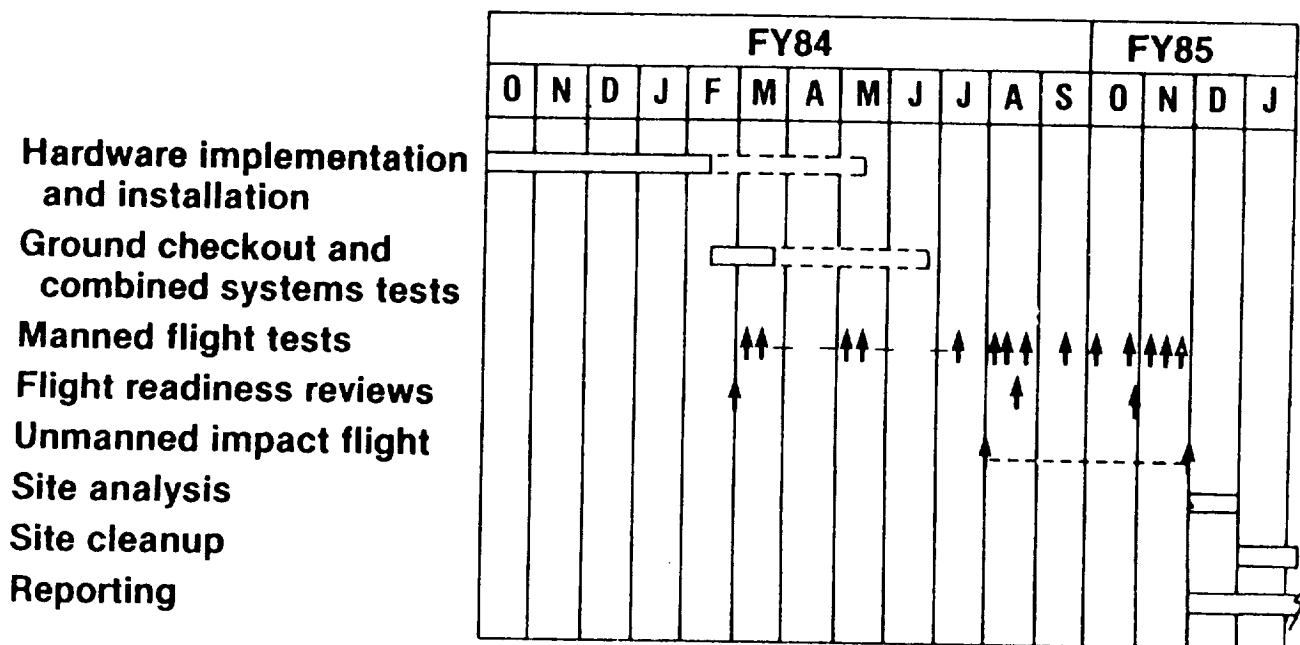 FY84 FY85
O N D J F M A M J J A S O N D J
Hardware implementation
and installation
Ground checkout and
combined systems tests
Manned flight tests
Flight readiness reviews
Unmanned impact flight
Site analysis
Site cleanup
Reporting